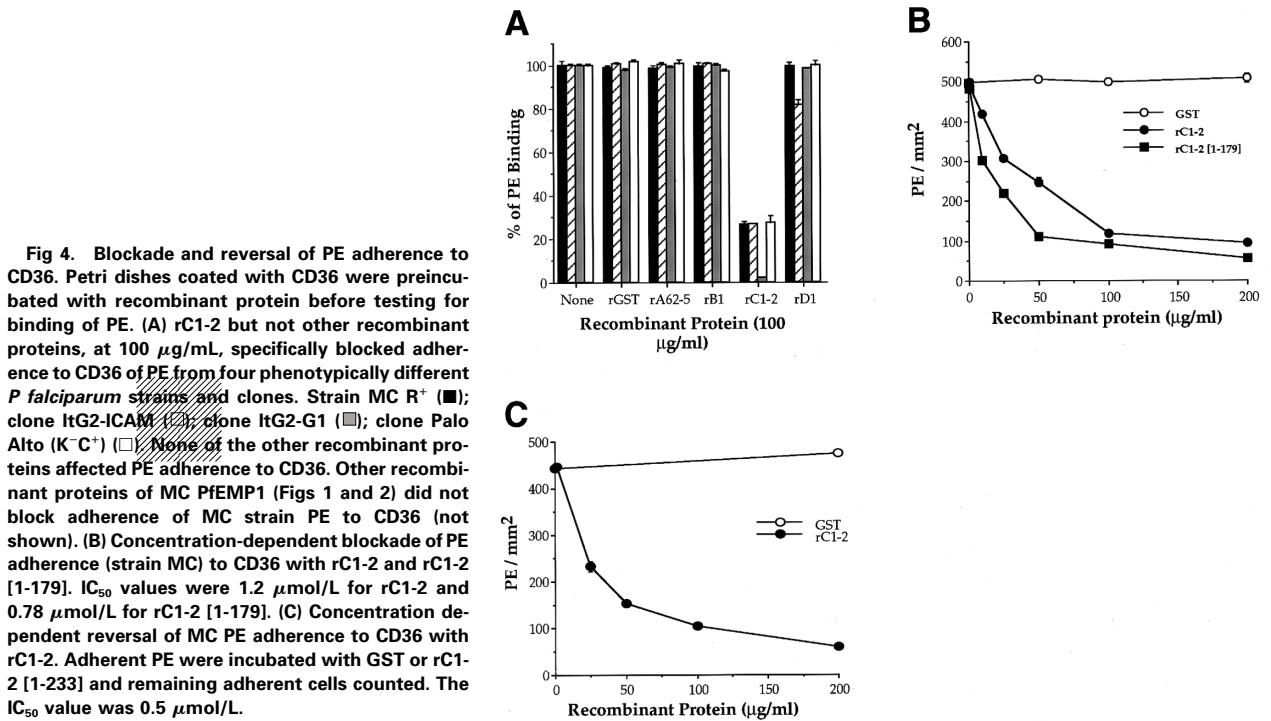 Fig 4. Blockade and reversal of PE adherence to
CD36. Petri dishes coated with CD36 were preincu-
bated with recombinant protein before testing for
binding of PE. (A) rC1-2 but not other recombinant
proteins, at 100 μg/mL, specifically blocked adher-
ence to CD36 of PE from four phenotypically different
P falciparum strains and clones. Strain MC R+ (■);
clone ItG2-ICAM (▨); clone ItG2-G1 (■); clone Palo
Alto (K−C+) (□). None of the other recombinant pro-
teins affected PE adherence to CD36. Other recombi-
nant proteins of MC PfEMP1 (Figs 1 and 2) did not
block adherence of MC strain PE to CD36 (not
shown). (B) Concentration-dependent blockade of PE
adherence (strain MC) to CD36 with rC1-2 and rC1-2
[1-179]. IC50 values were 1.2 μmol/L for rC1-2 and
0.78 μmol/L for rC1-2 [1-179]. (C) Concentration de-
pendent reversal of MC PE adherence to CD36 with
rC1-2. Adherent PE were incubated with GST or rC1-
2 [1-233] and remaining adherent cells counted. The
IC50 value was 0.5 μmol/L.
A
% of PE Binding
100
80
60
40
20
0
None rGST rA62-5 rB1 rC1-2 rD1
Recombinant Protein (100
μg/ml)
B
PE / mm2
600
500
400
300
200
100
0
GST
rC1-2
rC1-2 [1-179]
0 50 100 150 200
Recombinant protein (μg/ml)
C
PE / mm2
500
400
300
200
100
0
GST
rC1-2
0 50 100 150 200
Recombinant Protein (μg/ml)